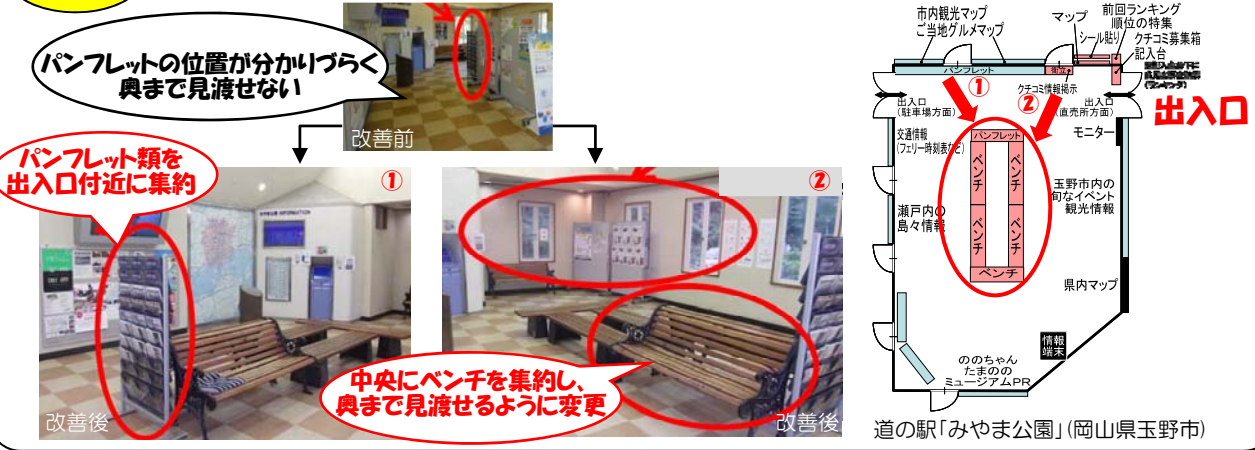 パンフレットの位置が分かりづらく
奥まで見渡せない
改善前
パンフレット類を
出入口付近に集約
①
改善後
②
中央にベンチを集約し、
奥まで見渡せるように変更
改善後
市内観光マップ
ご当地グルメマップ
マップ
シール貼り
前回ランキング
順位の特集
クチコミ募集箱
記入台
パンフレット
クチコミ情報掲示
①
②
出入口
(駐車場方面)
出入口
(直売所方面)
出入口
交通情報
(フェリー時刻表など)
モニター
パンフレット
ベンチ
ベンチ
ベンチ
ベンチ
ベンチ
瀬戸内の
島々情報
玉野市内の
旬なイベント
観光情報
県内マップ
情報
端末
ののちゃん
たまのの
ミュージアムPR
道の駅「みやま公園」(岡山県玉野市)